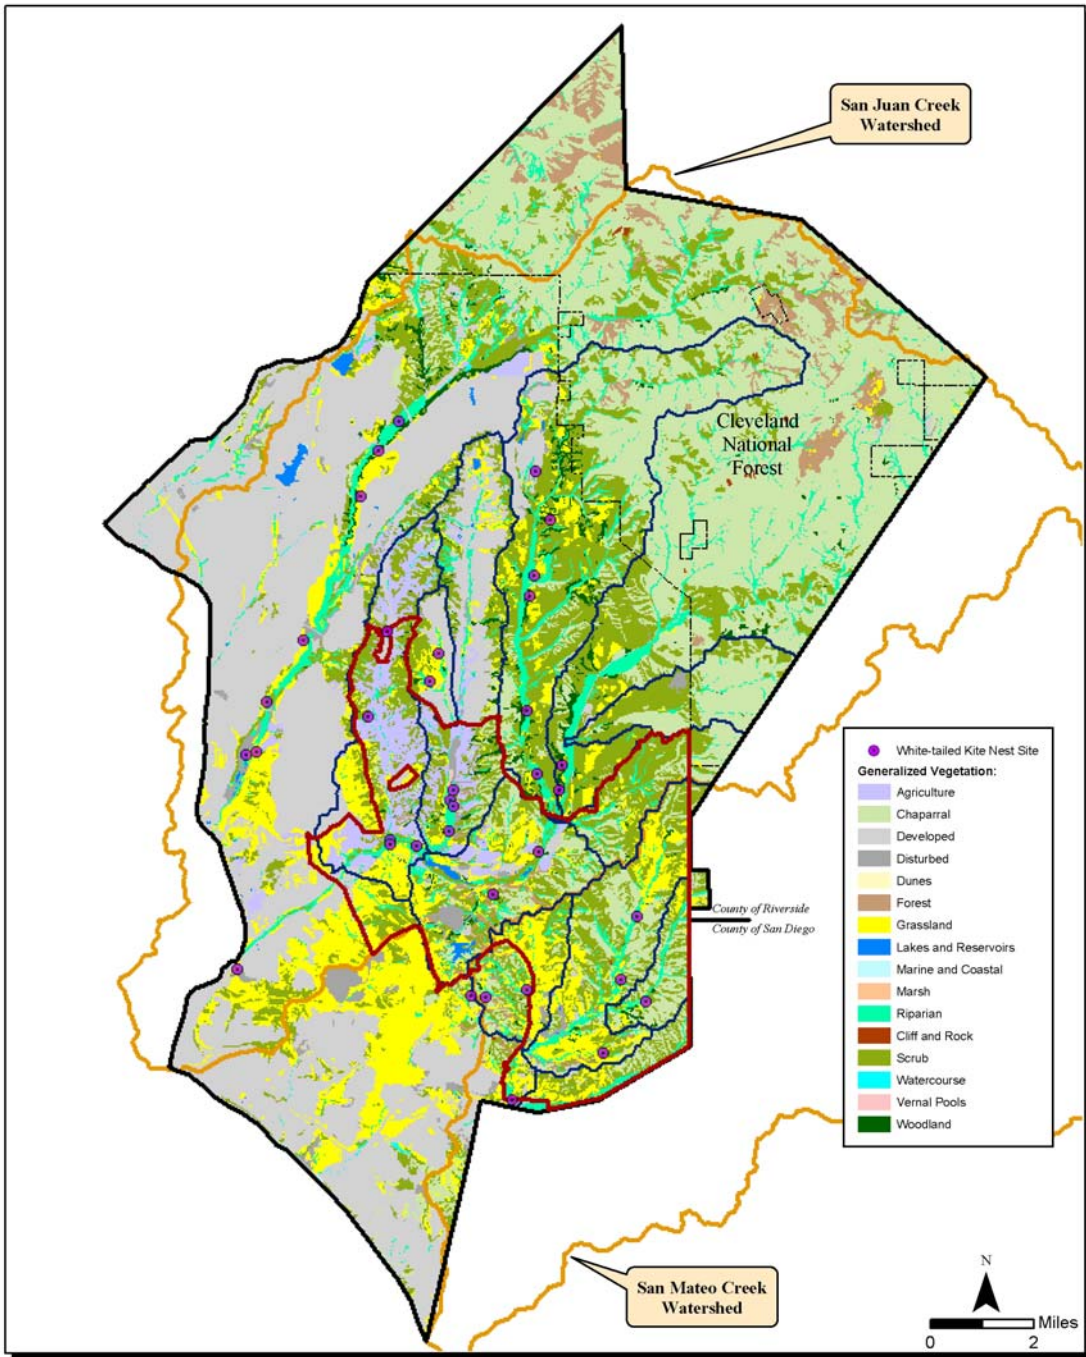 San Juan Creek
Watershed
Cleveland
National
Forest
White-tailed Kite Nest Site
Generalized Vegetation:
Agriculture
Chaparral
Developed
Disturbed
Dunes
Forest
Grassland
Lakes and Reservoirs
Marine and Coastal
Marsh
Riparian
Cliff and Rock
Scrub
Watercourse
Vernal Pools
Woodland
County of Riverside
County of San Diego
San Mateo Creek
Watershed
N
Miles
0 2